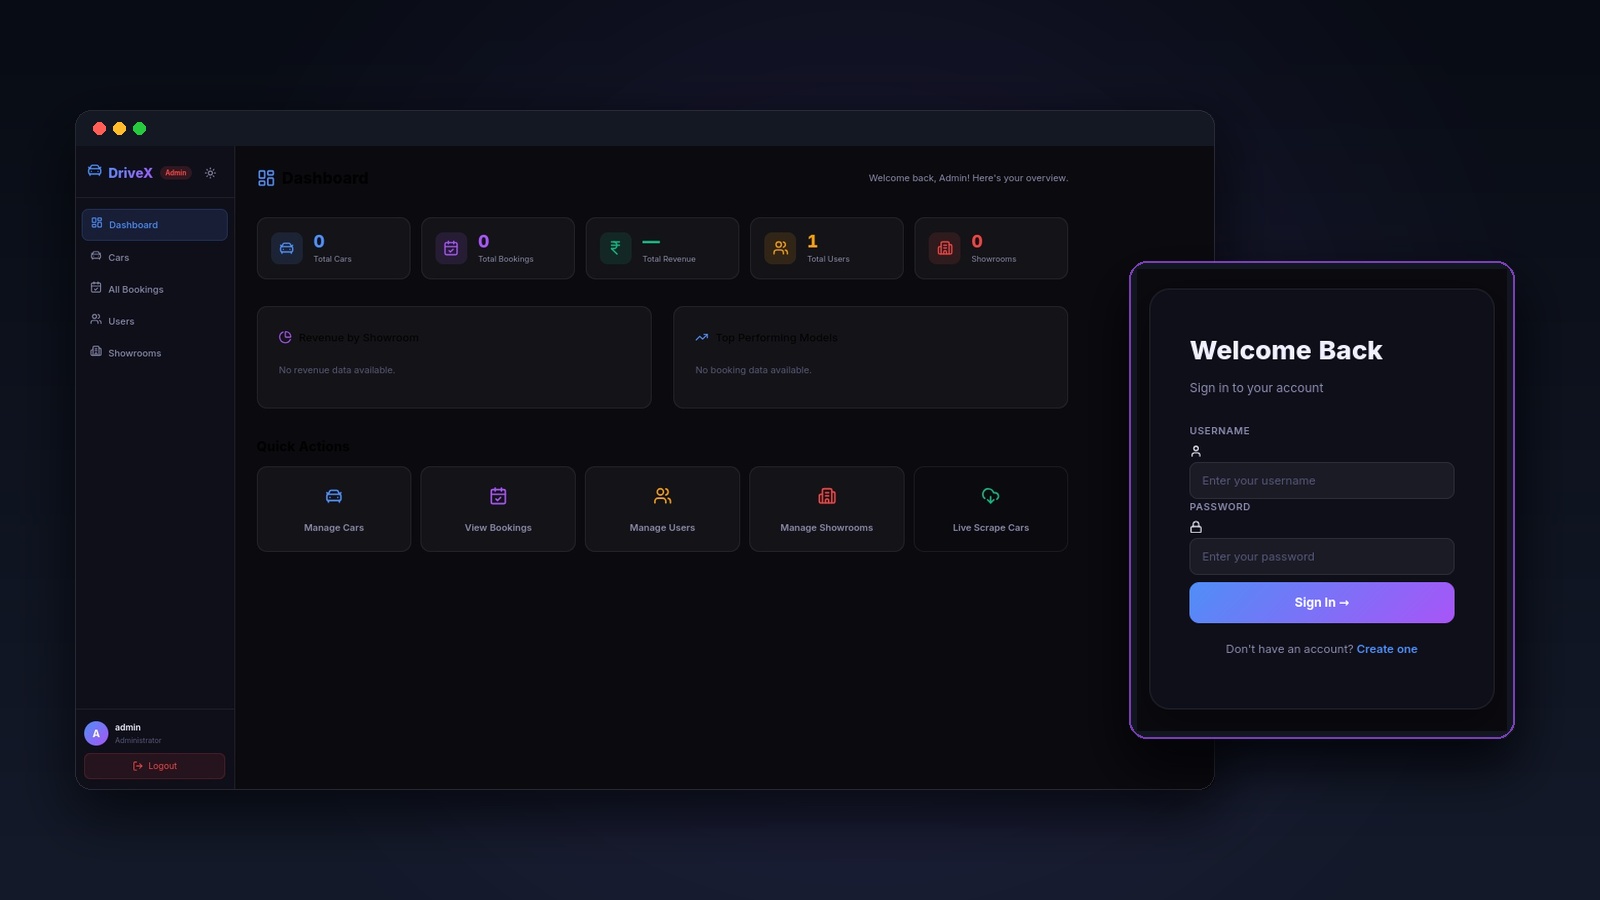 DriveX Admin
Dashboard
Cars
All Bookings
Users
Showrooms
A admin
Administrator
Logout
Dashboard
Welcome back, Admin! Here's your overview.
0
Total Cars
0
Total Bookings
₹ —
Total Revenue
1
Total Users
0
Showrooms
Revenue by Showroom
No revenue data available.
Top Performing Models
No booking data available.
Quick Actions
Manage Cars
View Bookings
Manage Users
Manage Showrooms
Live Scrape Cars
Welcome Back
Sign in to your account
USERNAME
Enter your username
PASSWORD
Enter your password
Sign In →
Don't have an account? Create one